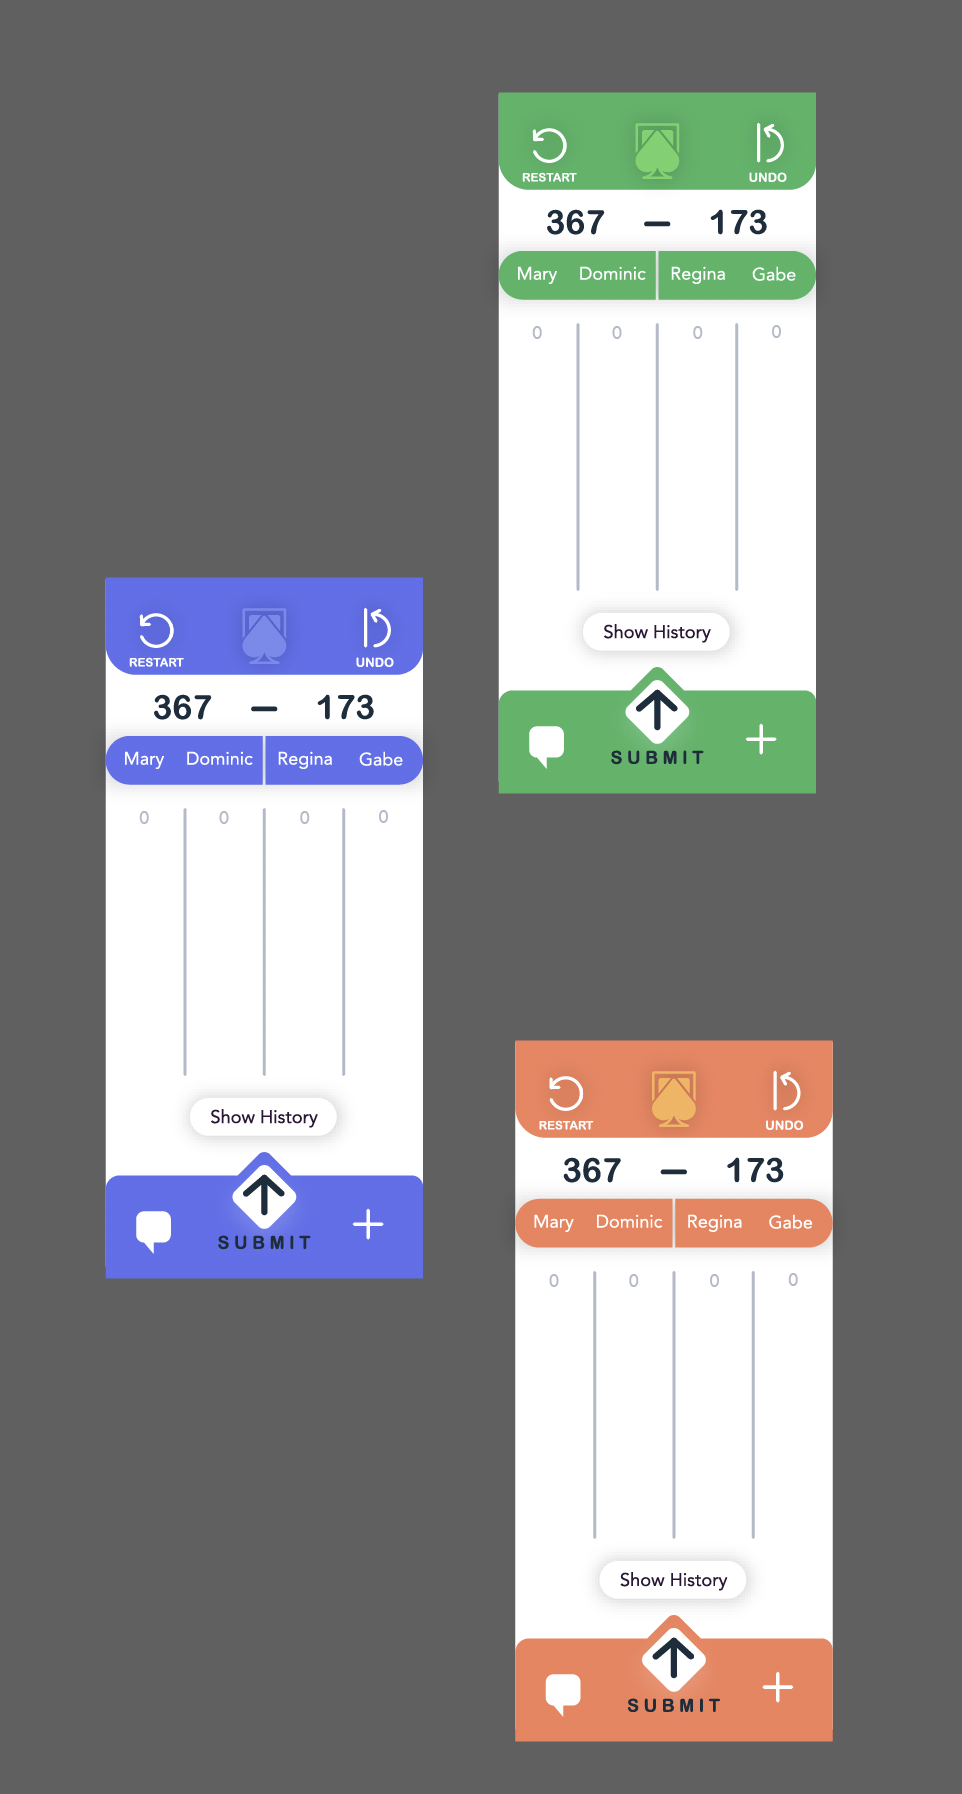 RESTART UNDO
367 – 173
Mary Dominic Regina Gabe
0 0 0 0
Show History
SUBMIT
RESTART UNDO
367 – 173
Mary Dominic Regina Gabe
0 0 0 0
Show History
SUBMIT
RESTART UNDO
367 – 173
Mary Dominic Regina Gabe
0 0 0 0
Show History
SUBMIT